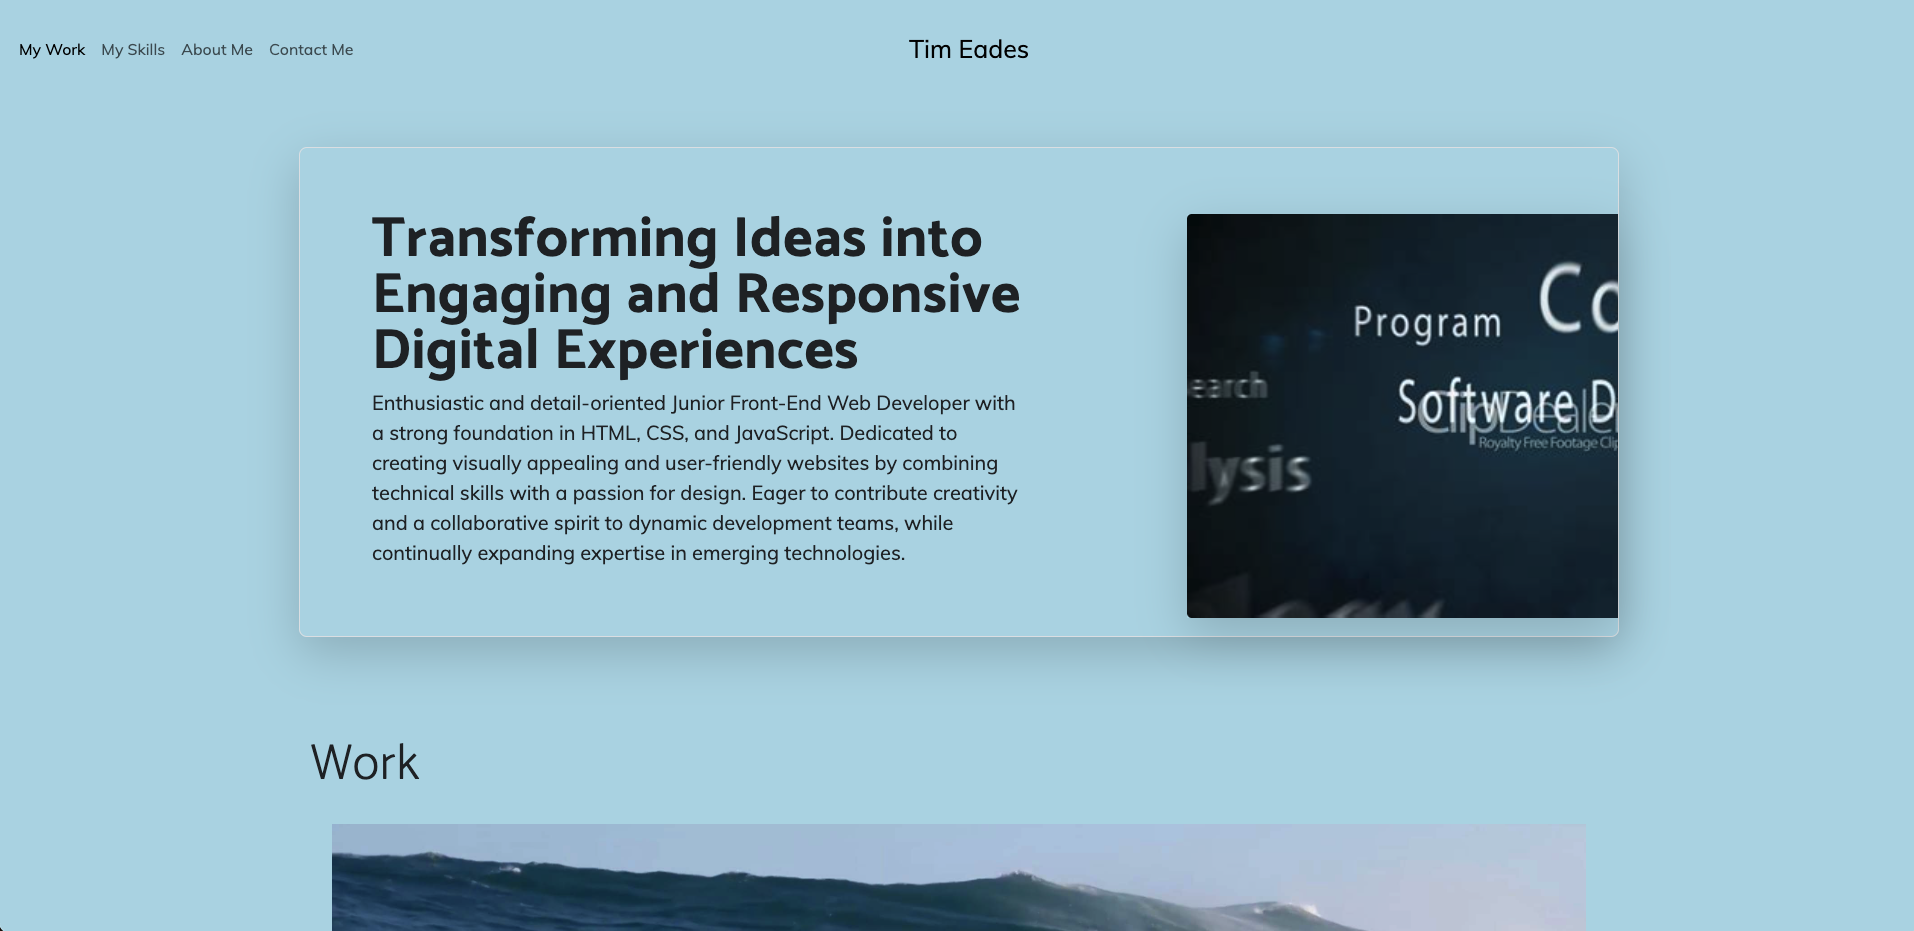 My Work My Skills About Me Contact Me
Tim Eades
Transforming Ideas into
Engaging and Responsive
Digital Experiences
Enthusiastic and detail-oriented Junior Front-End Web Developer with
a strong foundation in HTML, CSS, and JavaScript. Dedicated to
creating visually appealing and user-friendly websites by combining
technical skills with a passion for design. Eager to contribute creativity
and a collaborative spirit to dynamic development teams, while
continually expanding expertise in emerging technologies.
Co
Program
earch
Software D
ClipDealer
Royalty Free Footage Clip
lysis
Work